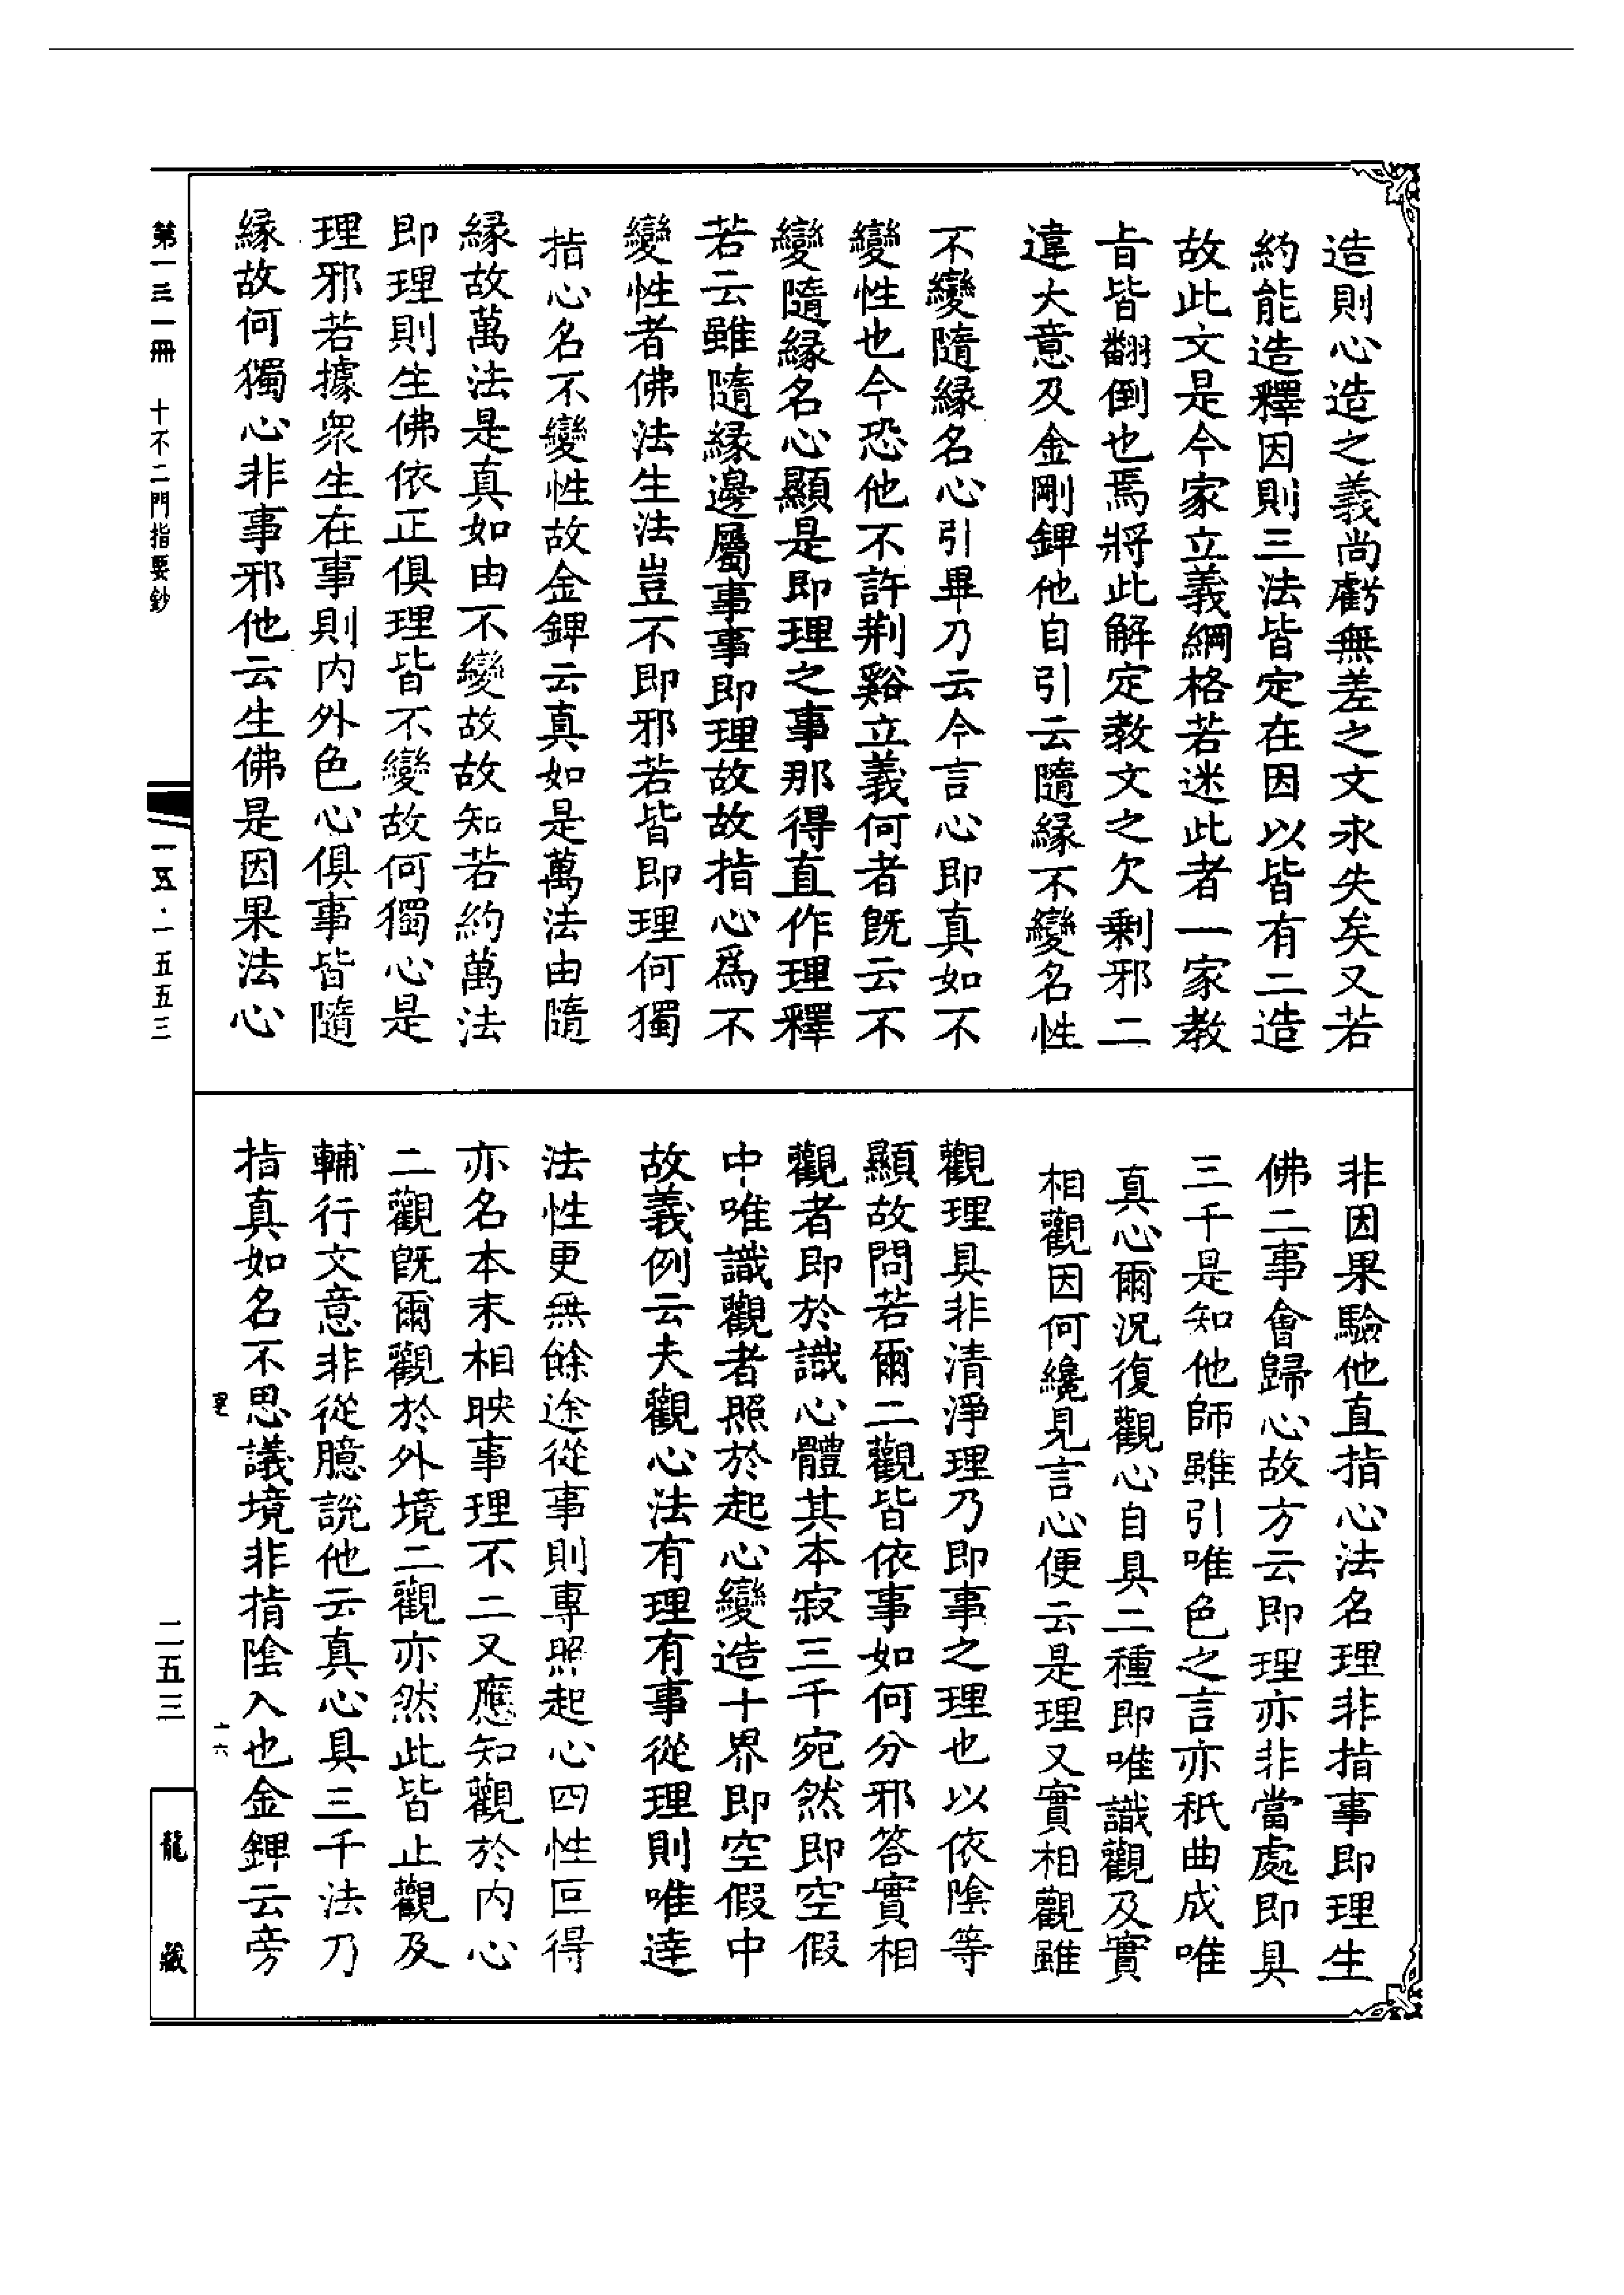 造則心造之義尚虧無差之文永失矣又若
約能造釋因則三法皆定在因以皆有二造
故此文是今家立義綱格若迷此者一家教
旨皆翻倒也焉將此解定教文之欠剩邪二
違大意及金剛錍他自引云隨緣不變名性
不變隨緣名心引畢乃云今言心即真如不
變性也今恐他不許荆谿立義何者既云不
變隨緣名心顯是即理之事那得直作理釋
若云雖隨緣邊屬事事即理故故指心爲不
變性者佛法生法豈不即邪若皆即理何獨
指心名不變性故金錍云真如是萬法由隨
緣故萬法是真如由不變故故知若約萬法
即理則生佛依正俱理皆不變故何獨心是
理邪若據衆生在事則内外色心俱事皆隨
緣故何獨心非事邪他云生佛是因果法心
非因果驗他直指心法名理非指事即理生
佛二事會歸心故方云即理亦非當處即具
三千是知他師雖引唯色之言亦秖曲成唯
真心爾況復觀心自具二種即唯識觀及實
相觀因何纔見言心便云是理又實相觀雖
觀理具非清淨理乃即事之理也以依陰等
顯故問若爾二觀皆依事如何分邪答實相
觀者即於識心體其本寂三千宛然即空假
中唯識觀者照於起心變造十界即空假中
故義例云夫觀心法有理有事從理則唯達
法性更無餘途從事則專照起心四性叵得
亦名本末相映事理不二又應知觀於内心
二觀既爾觀於外境二觀亦然此皆止觀及
輔行文意非從臆說他云真心具三千法乃
指真如名不思議境非指陰入也金錍云旁
十六
第一三一冊 十不二門指要鈔
一五·一五五三
二五三
龍藏